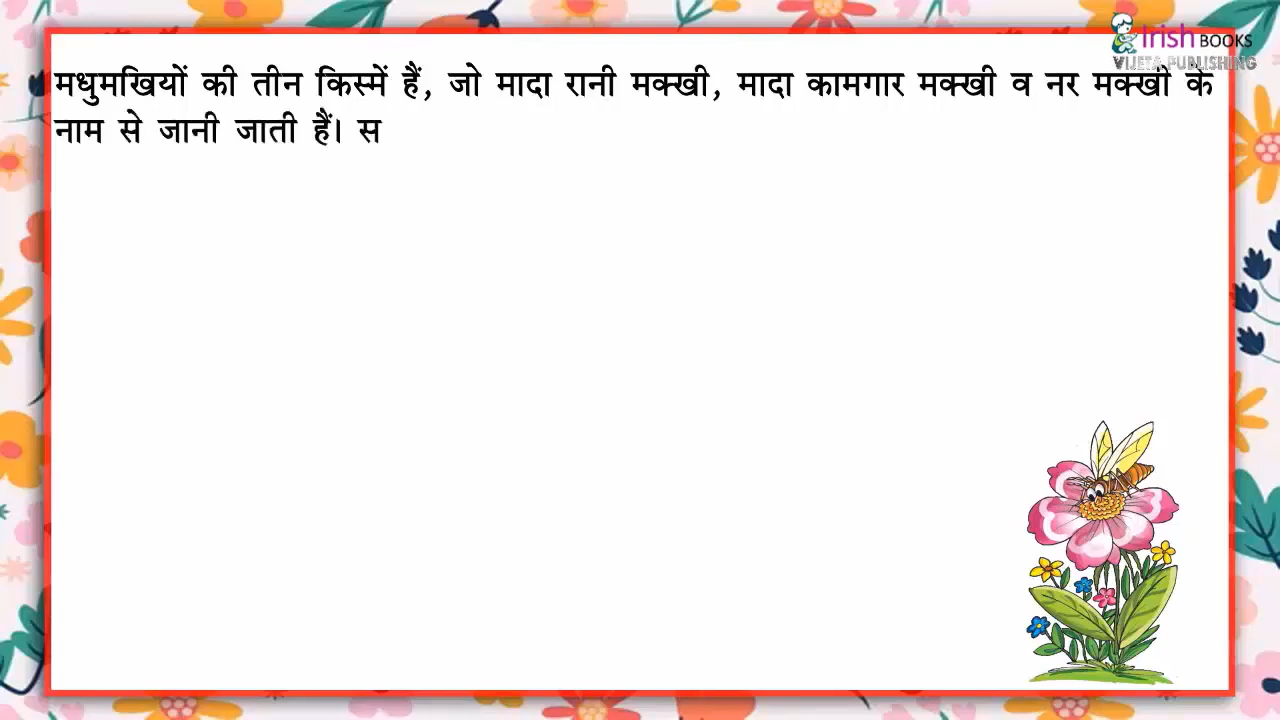 Irish BOOKS
VIJETA PUBLISHING
मधुमखियों की तीन किस्में हैं, जो मादा रानी मक्खी, मादा कामगार मक्खी व नर मक्खी के
नाम से जानी जाती हैं। स